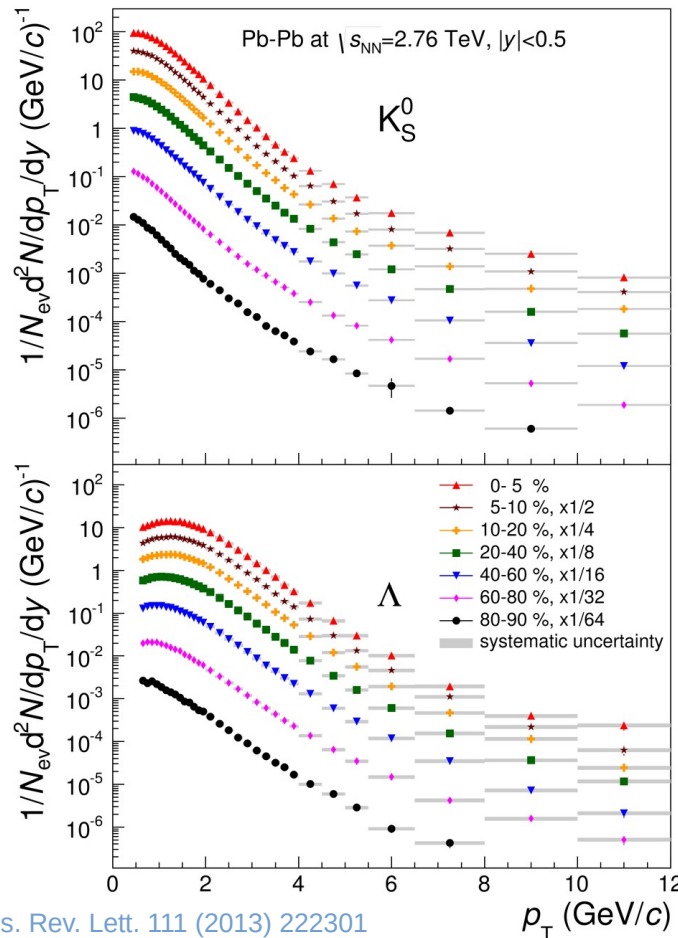 Pb-Pb at √sNN=2.76 TeV, |y|<0.5
K⁰S
1/Nev d²N/dpT/dy (GeV/c)⁻¹
10²
10
1
10⁻¹
10⁻²
10⁻³
10⁻⁴
10⁻⁵
10⁻⁶
Λ
0- 5 %
5-10 %, x1/2
10-20 %, x1/4
20-40 %, x1/8
40-60 %, x1/16
60-80 %, x1/32
80-90 %, x1/64
systematic uncertainty
1/Nev d²N/dpT/dy (GeV/c)⁻¹
10²
10
1
10⁻¹
10⁻²
10⁻³
10⁻⁴
10⁻⁵
10⁻⁶
0 2 4 6 8 10 12
pT (GeV/c)
s. Rev. Lett. 111 (2013) 222301